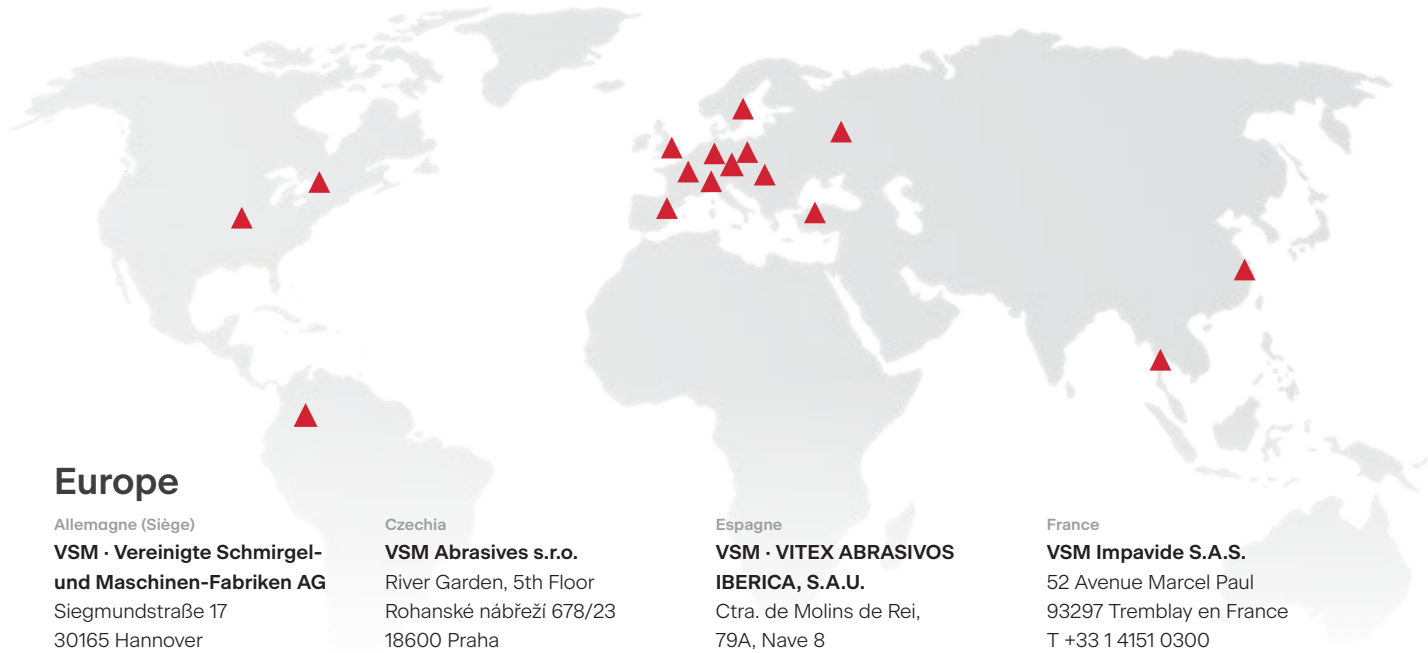 Europe
Allemagne (Siège)
VSM · Vereinigte Schmirgel-
und Maschinen-Fabriken AG
Siegmundstraße 17
30165 Hannover
Czechia
VSM Abrasives s.r.o.
River Garden, 5th Floor
Rohanské nábřeží 678/23
18600 Praha
Espagne
VSM · VITEX ABRASIVOS
IBERICA, S.A.U.
Ctra. de Molins de Rei,
79A, Nave 8
France
VSM Impavide S.A.S.
52 Avenue Marcel Paul
93297 Tremblay en France
T +33 1 4151 0300